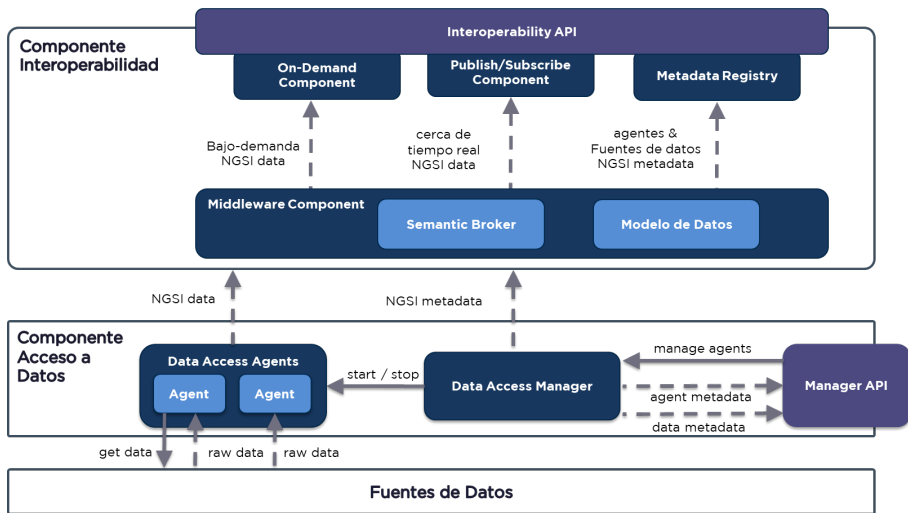 Interoperability API
Componente
Interoperabilidad
On-Demand
Component
Publish/Subscribe
Component
Metadata Registry
Bajo-demanda
NGSI data
cerca de
tiempo real
NGSI data
agentes &
Fuentes de datos
NGSI metadata
Middleware Component
Semantic Broker
Modelo de Datos
NGSI data
NGSI metadata
Componente
Acceso a
Datos
Data Access Agents
Agent
Agent
start / stop
Data Access Manager
manage agents
agent metadata
data metadata
Manager API
get data
raw data
raw data
Fuentes de Datos